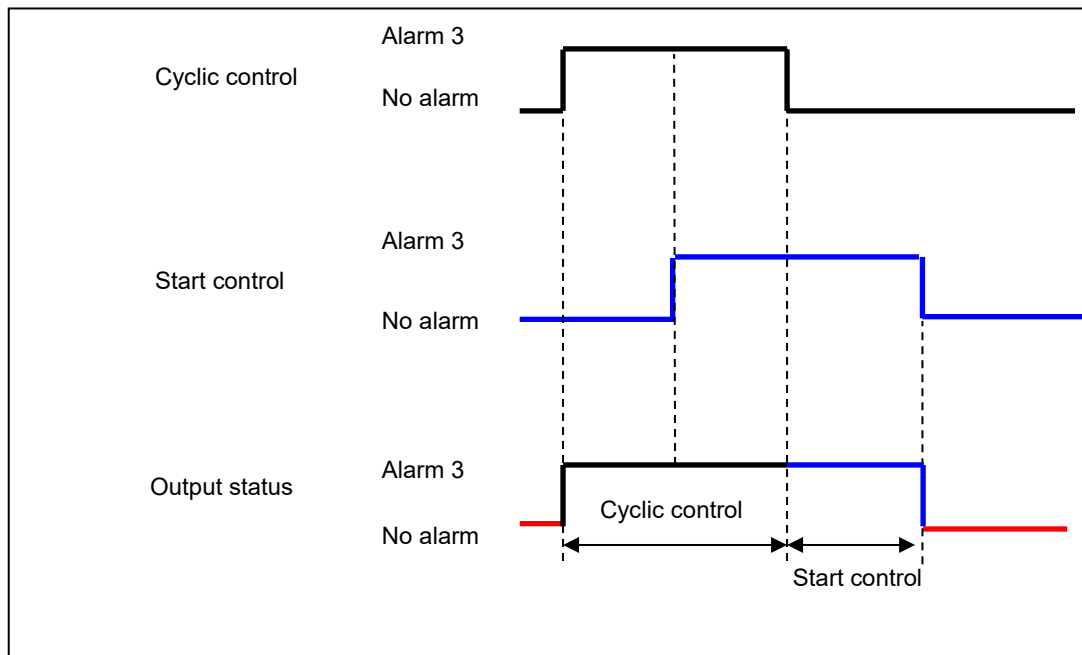 Alarm 3
Cyclic control
No alarm
Alarm 3
Start control
No alarm
Alarm 3
Output status
Cyclic control
No alarm
Start control